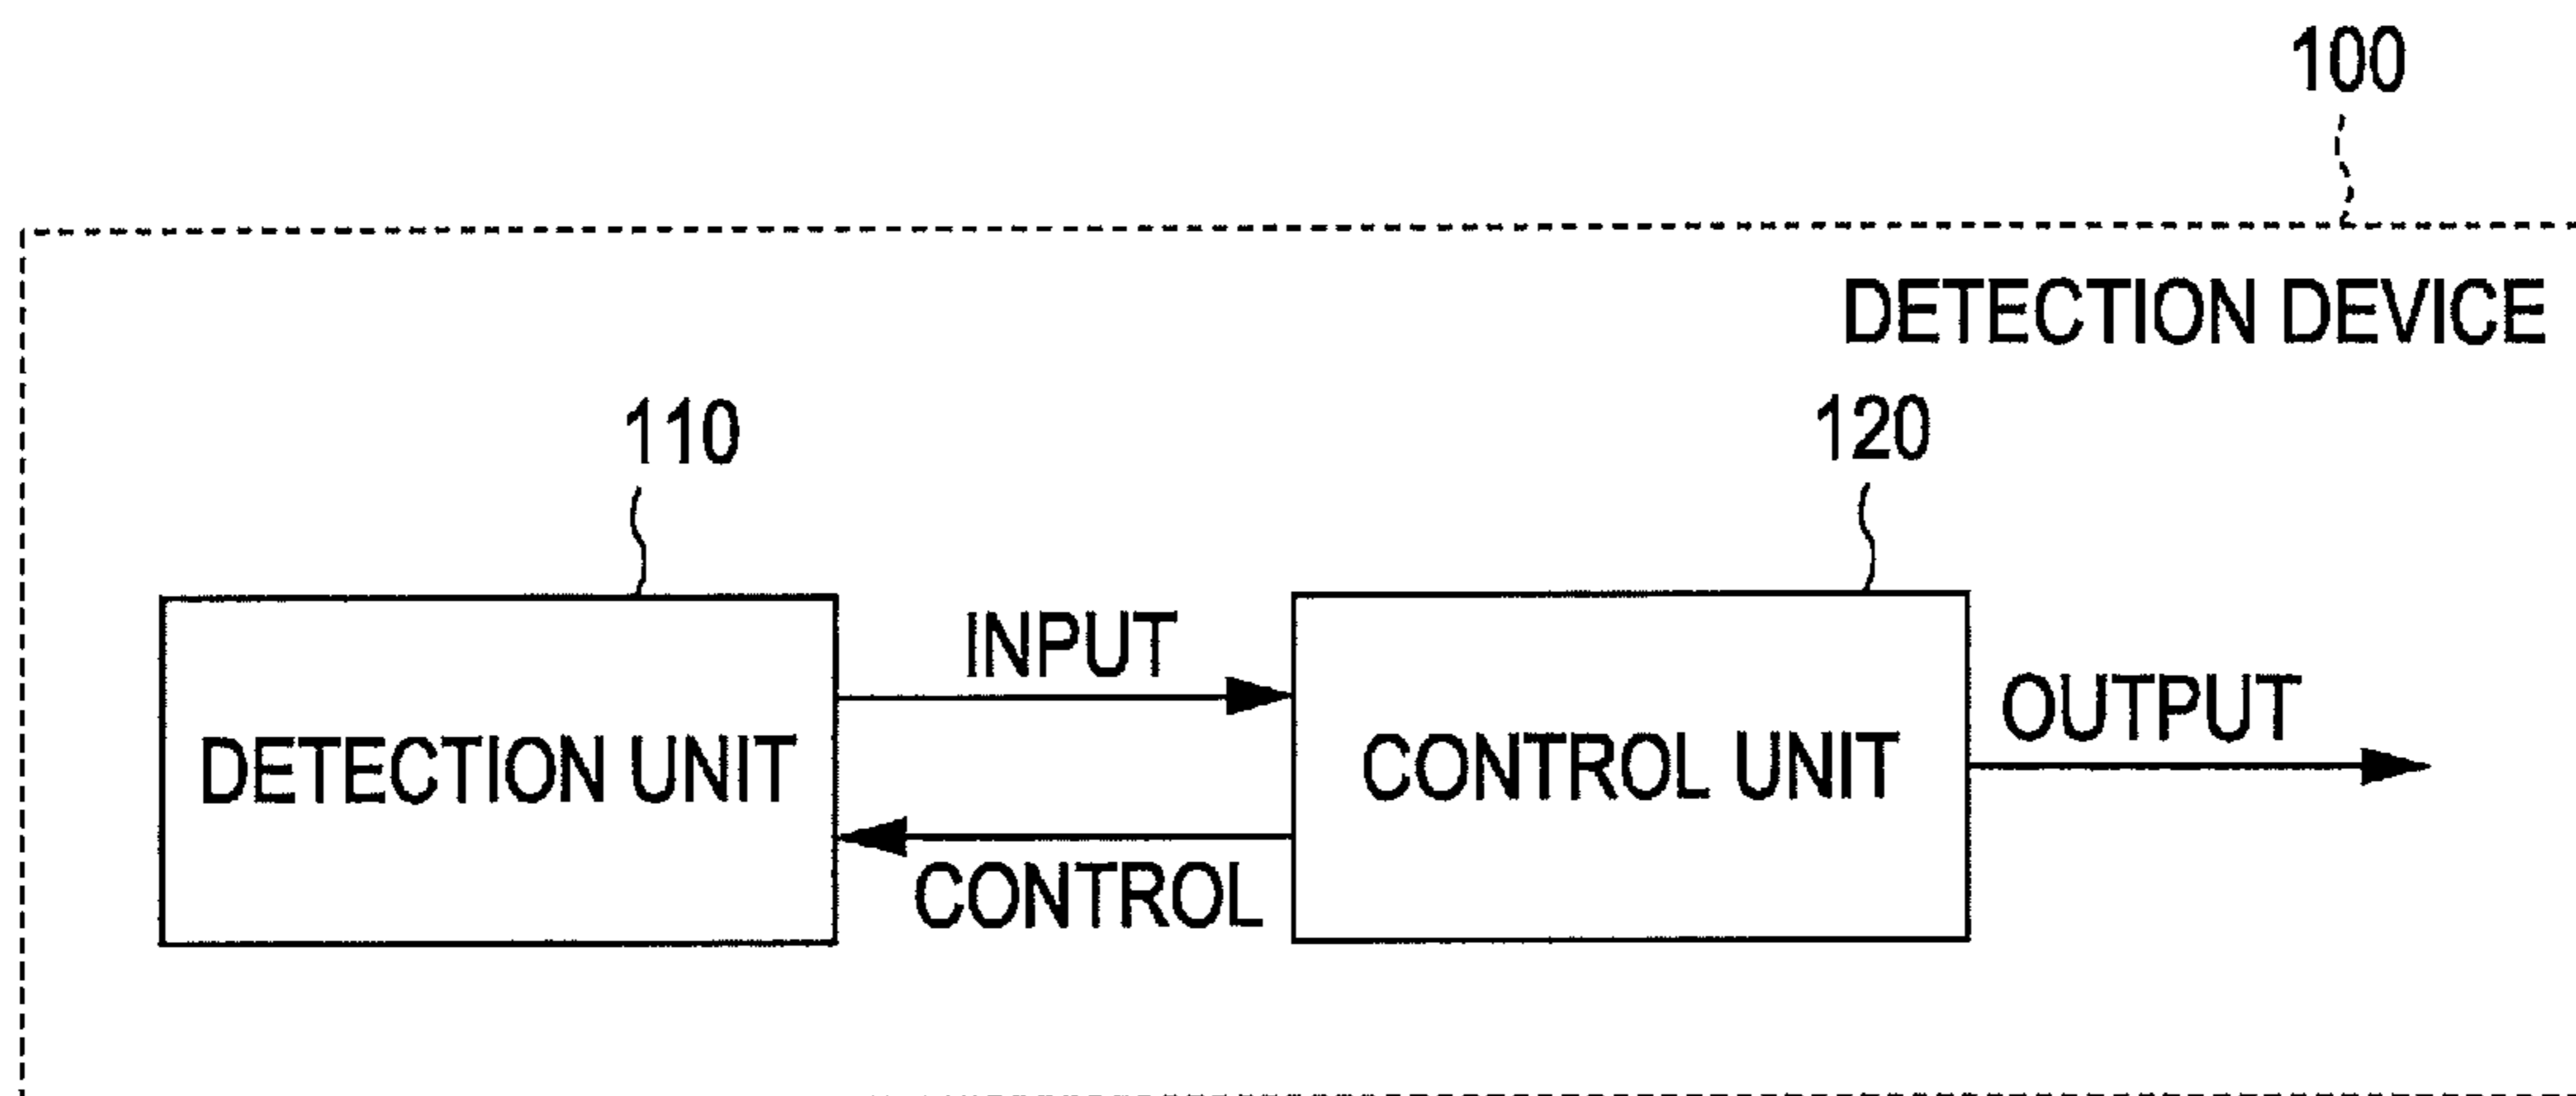 100
DETECTION DEVICE
110
120
INPUT
OUTPUT
DETECTION UNIT
CONTROL UNIT
CONTROL